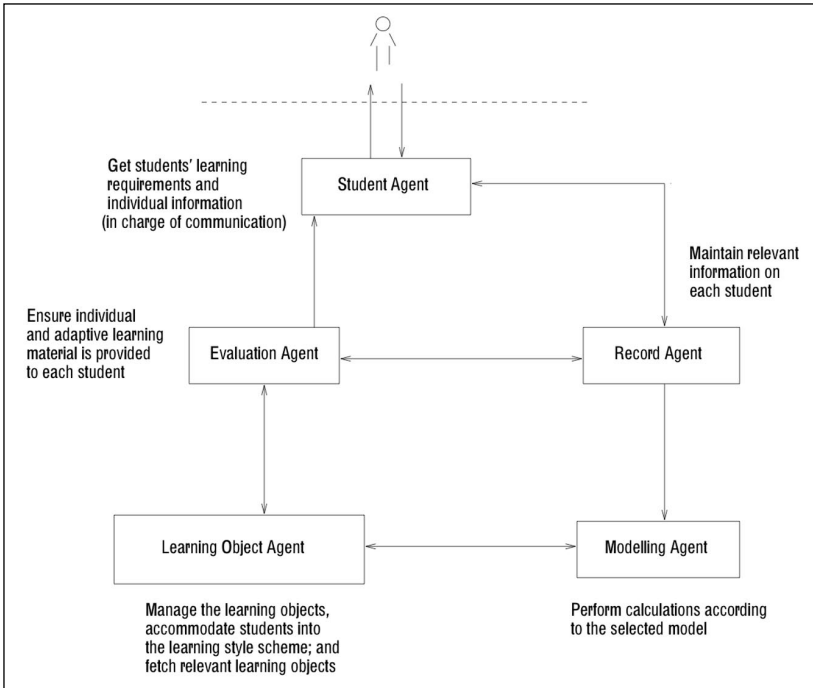 Get students' learning
requirements and
individual information
(in charge of communication)
Student Agent
Maintain relevant
information on
each student
Ensure individual
and adaptive learning
material is provided
to each student
Evaluation Agent
Record Agent
Learning Object Agent
Modelling Agent
Manage the learning objects,
accommodate students into
the learning style scheme; and
fetch relevant learning objects
Perform calculations according
to the selected model